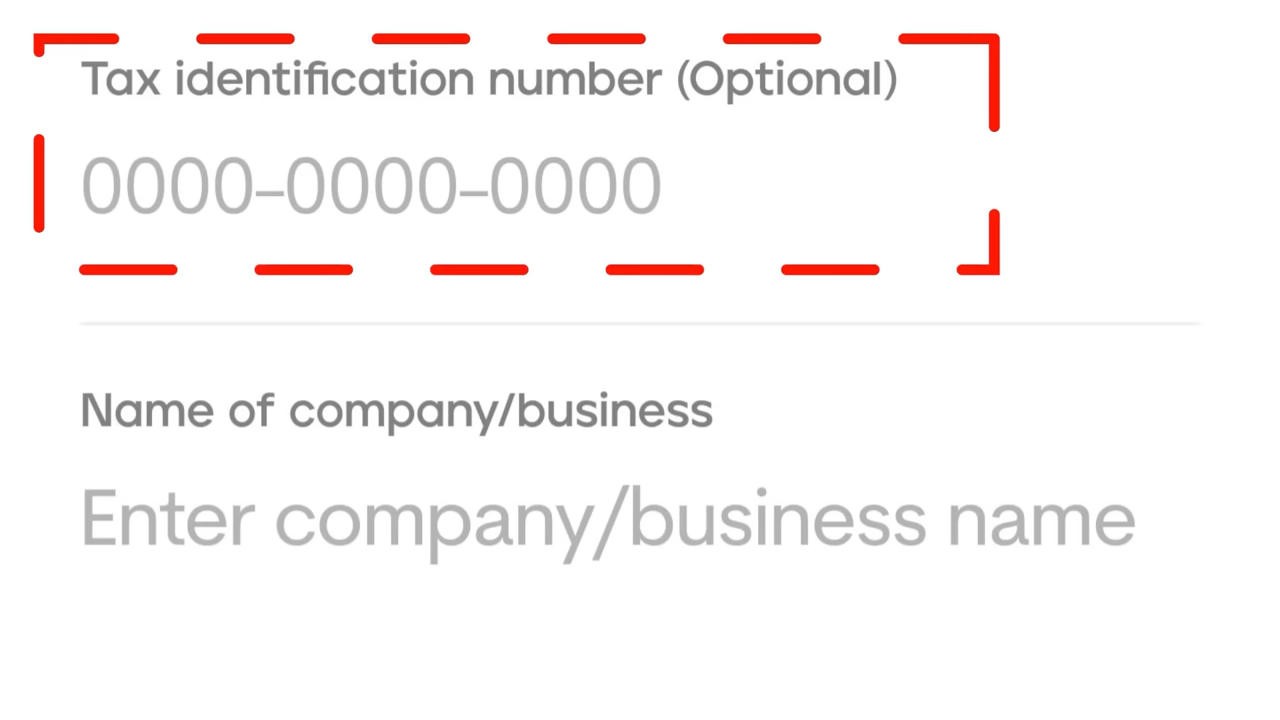 Tax identification number (Optional)
0000-0000-0000
Name of company/business
Enter company/business name